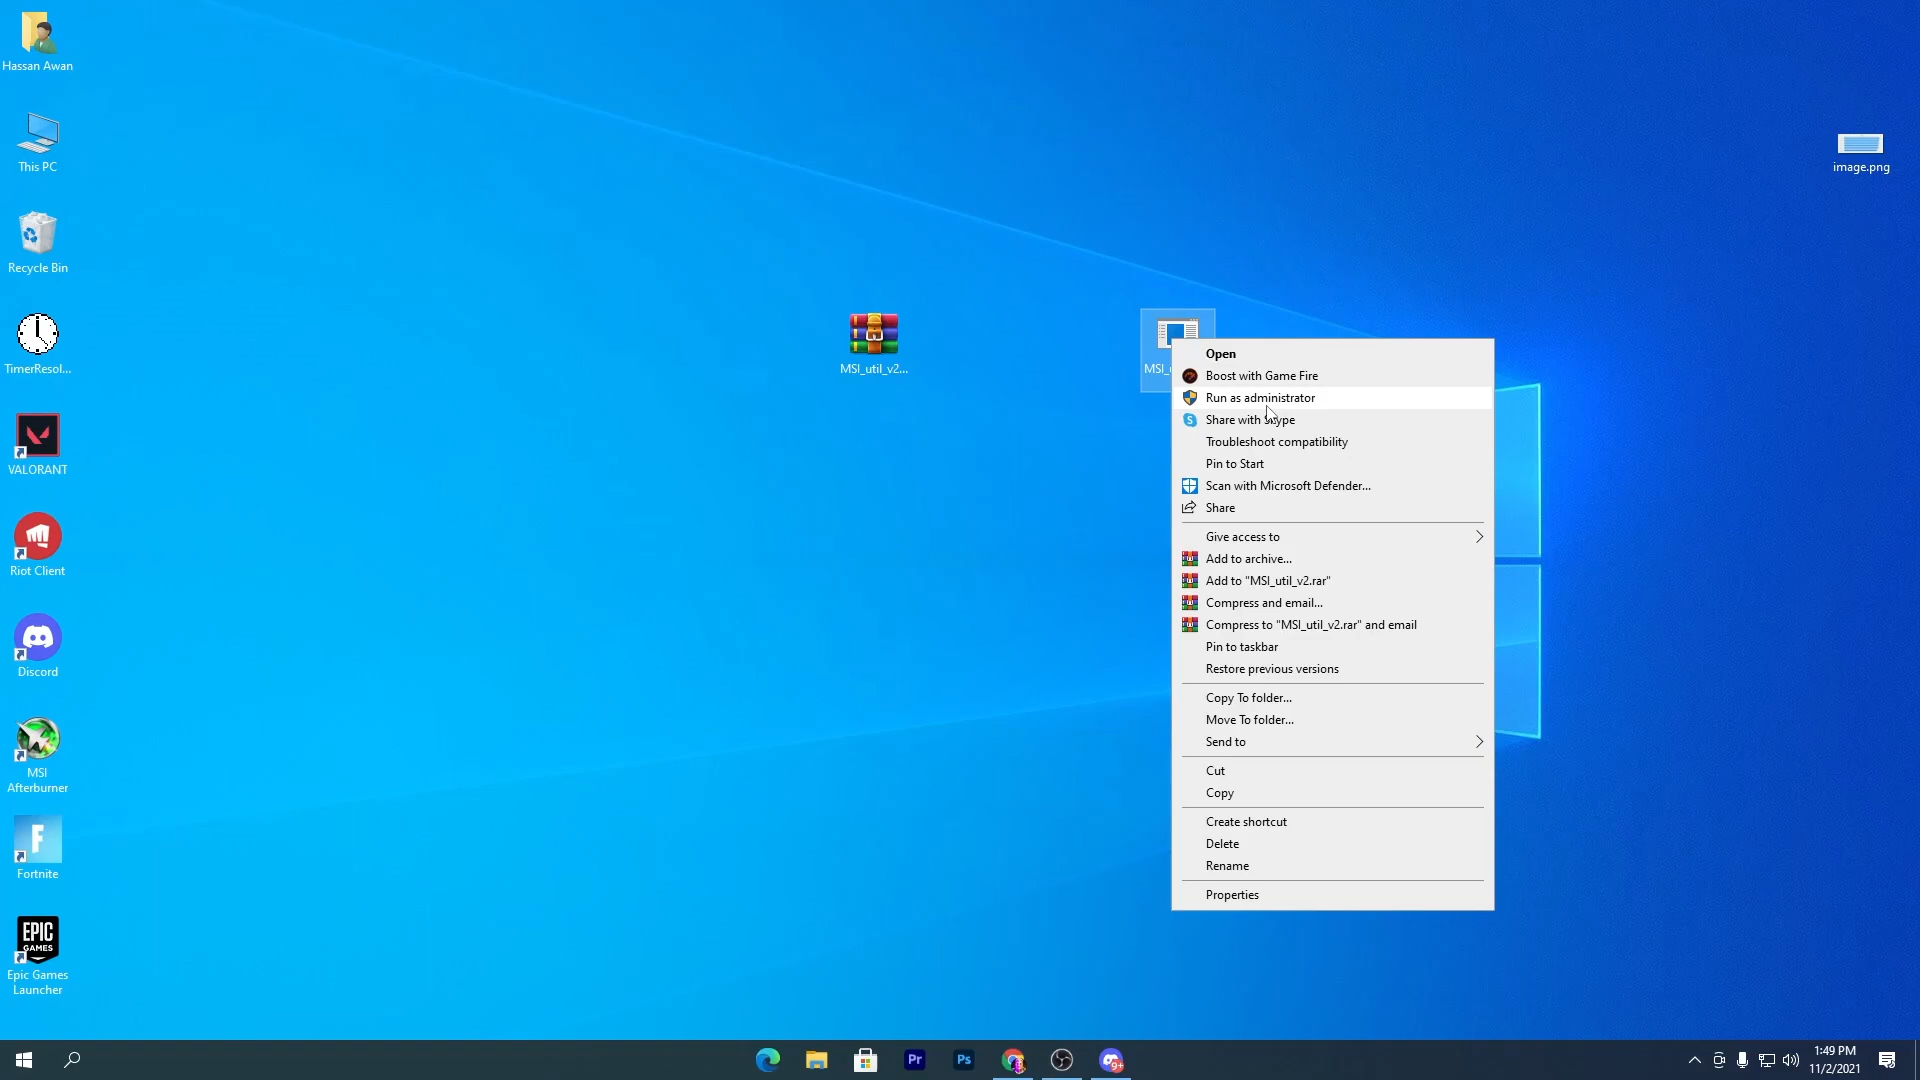 Hassan Awan
This PC
Recycle Bin
TimerResol...
VALORANT
Riot Client
Discord
MSI
Afterburner
Fortnite
EPIC
GAMES
Epic Games
Launcher
MSI_util_v2...
image.png
Open
Boost with Game Fire
Run as administrator
Share with Skype
Troubleshoot compatibility
Pin to Start
Scan with Microsoft Defender...
Share
Give access to
Add to archive...
Add to "MSI_util_v2.rar"
Compress and email...
Compress to "MSI_util_v2.rar" and email
Pin to taskbar
Restore previous versions
Copy To folder...
Move To folder...
Send to
Cut
Copy
Create shortcut
Delete
Rename
Properties
Pr
Ps
9+
1:49 PM
11/2/2021